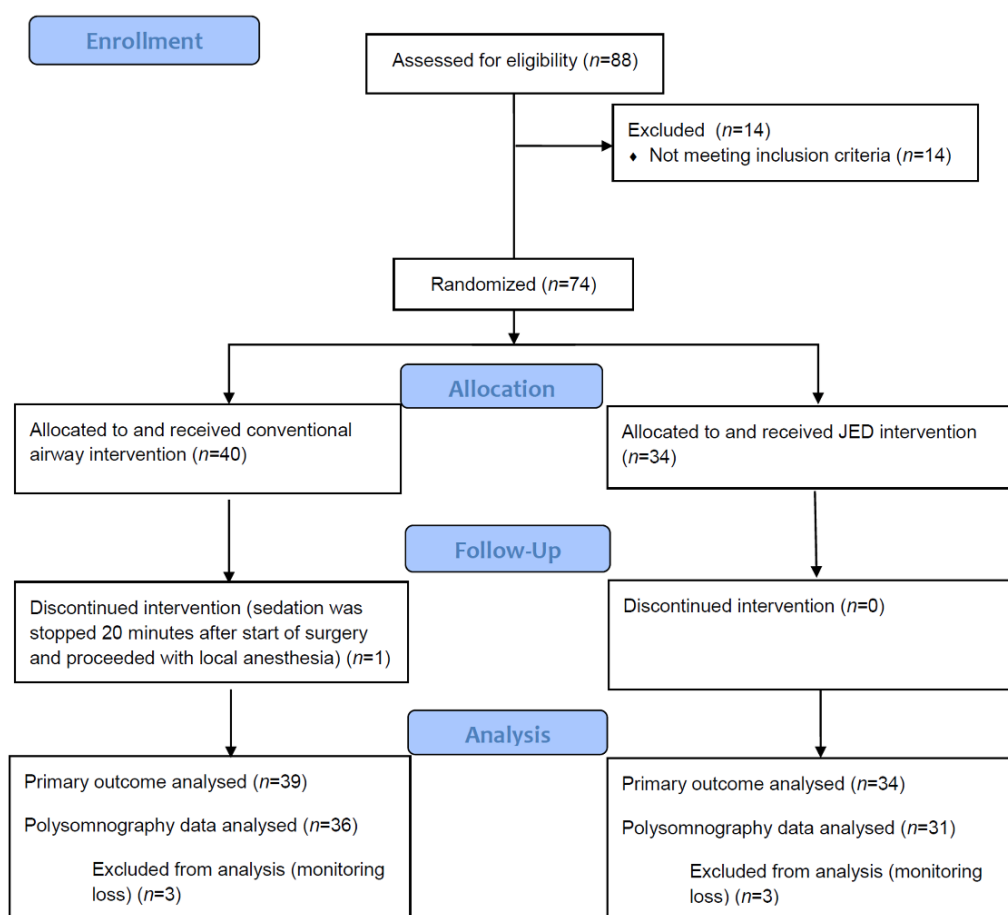 Enrollment
Assessed for eligibility (n=88)
Excluded (n=14)
♦ Not meeting inclusion criteria (n=14)
Randomized (n=74)
Allocation
Allocated to and received conventional
airway intervention (n=40)
Allocated to and received JED intervention
(n=34)
Follow-Up
Discontinued intervention (sedation was
stopped 20 minutes after start of surgery
and proceeded with local anesthesia) (n=1)
Discontinued intervention (n=0)
Analysis
Primary outcome analysed (n=39)
Polysomnography data analysed (n=36)
Excluded from analysis (monitoring
loss) (n=3)
Primary outcome analysed (n=34)
Polysomnography data analysed (n=31)
Excluded from analysis (monitoring
loss) (n=3)